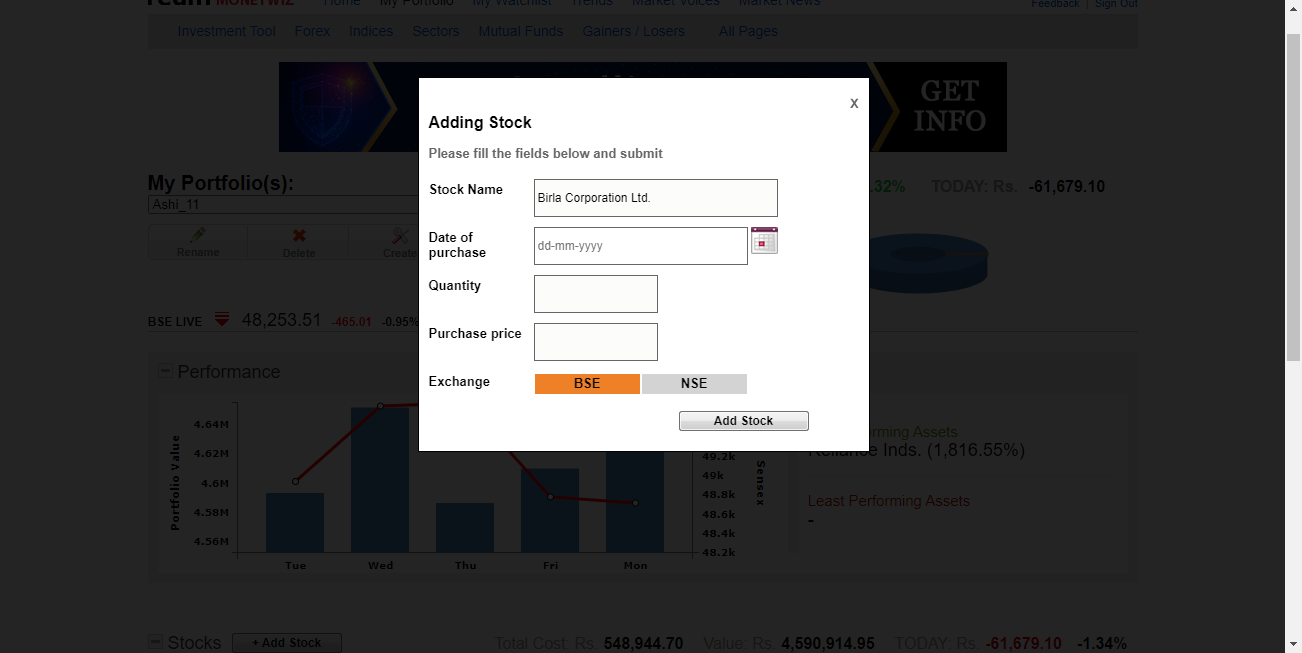 MONEYWIZ Home My Portfolio My Watchlist Trends Market Voices Market News Feedback | Sign Out
Investment Tool Forex Indices Sectors Mutual Funds Gainers / Losers All Pages
GET
INFO
X
Adding Stock
Please fill the fields below and submit
My Portfolio(s):
.32% TODAY: Rs. -61,679.10
Ashi_11
Rename Delete Create
Stock Name Birla Corporation Ltd.
Date of purchase dd-mm-yyyy
Quantity
Purchase price
Exchange BSE NSE
Add Stock
BSE LIVE 48,253.51 -465.01 -0.95%
Performance
Portfolio Value
4.64M
4.62M
4.6M
4.58M
4.56M
Tue Wed Thu Fri Mon
49.2k
49k
48.8k
48.6k
48.4k
48.2k
Sensex
rming Assets
Reliance Inds. (1,816.55%)
Least Performing Assets
-
Stocks + Add Stock Total Cost: Rs. 548,944.70 Value: Rs. 4,590,914.95 TODAY: Rs. -61,679.10 -1.34%